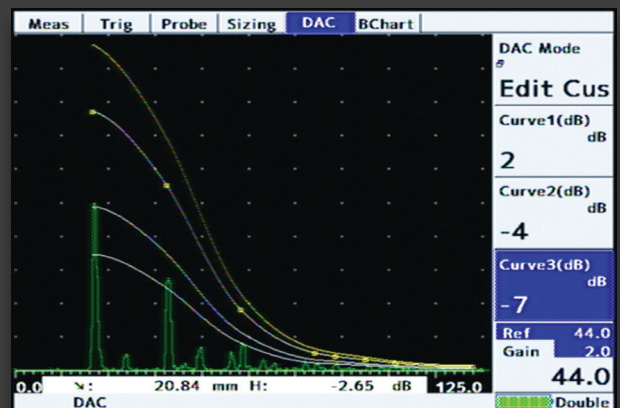 Meas Trig Probe Sizing DAC BChart
DAC Mode
Edit Cus
Curve1(dB)
dB
2
Curve2(dB)
dB
-4
Curve3(dB)
dB
-7
Ref 44.0
Gain 2.0
44.0
0.0 ↘: 20.84 mm H: -2.65 dB 125.0
DAC
Double